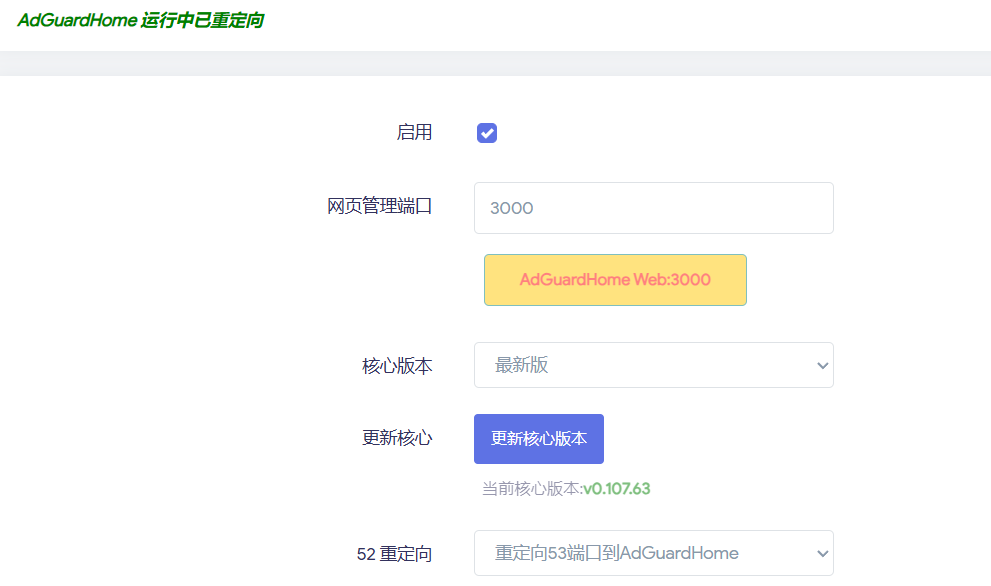 AdGuardHome 运行中已重定向
启用
网页管理端口 3000
AdGuardHome Web:3000
核心版本 最新版
更新核心 更新核心版本
当前核心版本:v0.107.63
52 重定向 重定向53端口到AdGuardHome